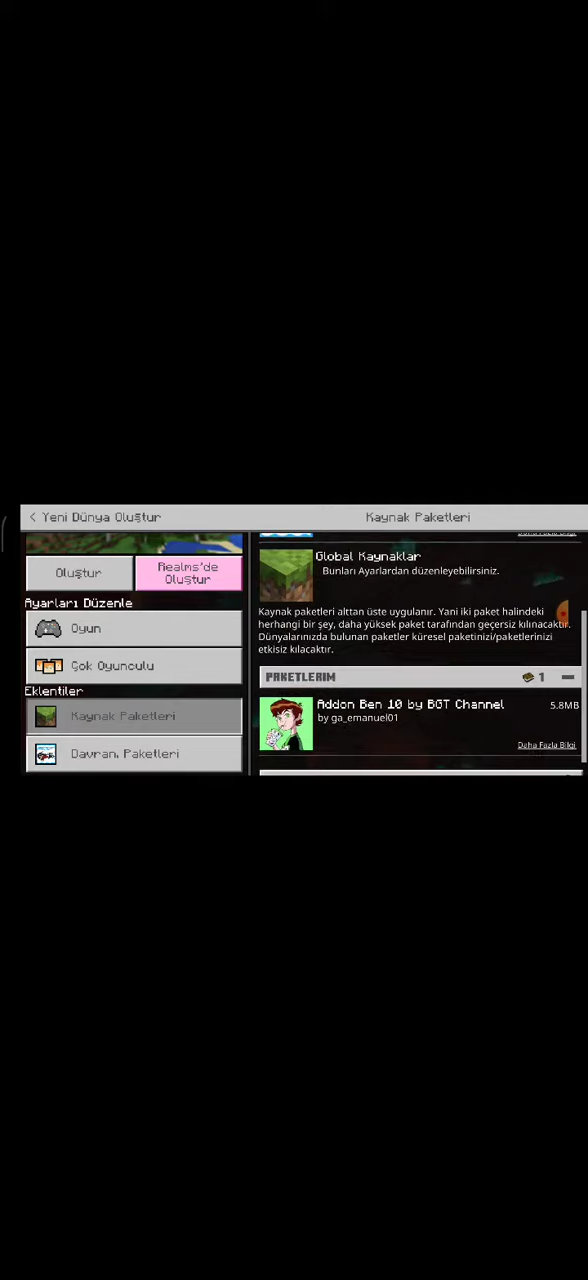 < Yeni Dünya Oluştur
Kaynak Paketleri
Oluştur
Realms'de
Oluştur
Ayarları Düzenle
Oyun
Çok Oyunculu
Eklentiler
Kaynak Paketleri
Davran. Paketleri
Global Kaynaklar
Bunları Ayarlardan düzenleyebilirsiniz.
Kaynak paketleri alttan üste uygulanır. Yani iki paket halindeki
herhangi bir şey, daha yüksek paket tarafından geçersiz kılınacaktır.
Dünyalarınızda bulunan paketler küresel paketinizi/paketlerinizi
etkisiz kılacaktır.
PAKETLERIM
1
Addon Ben 10 by BGT Channel
5.8MB
by ga_emanuel01
Daha Fazla Bilgi